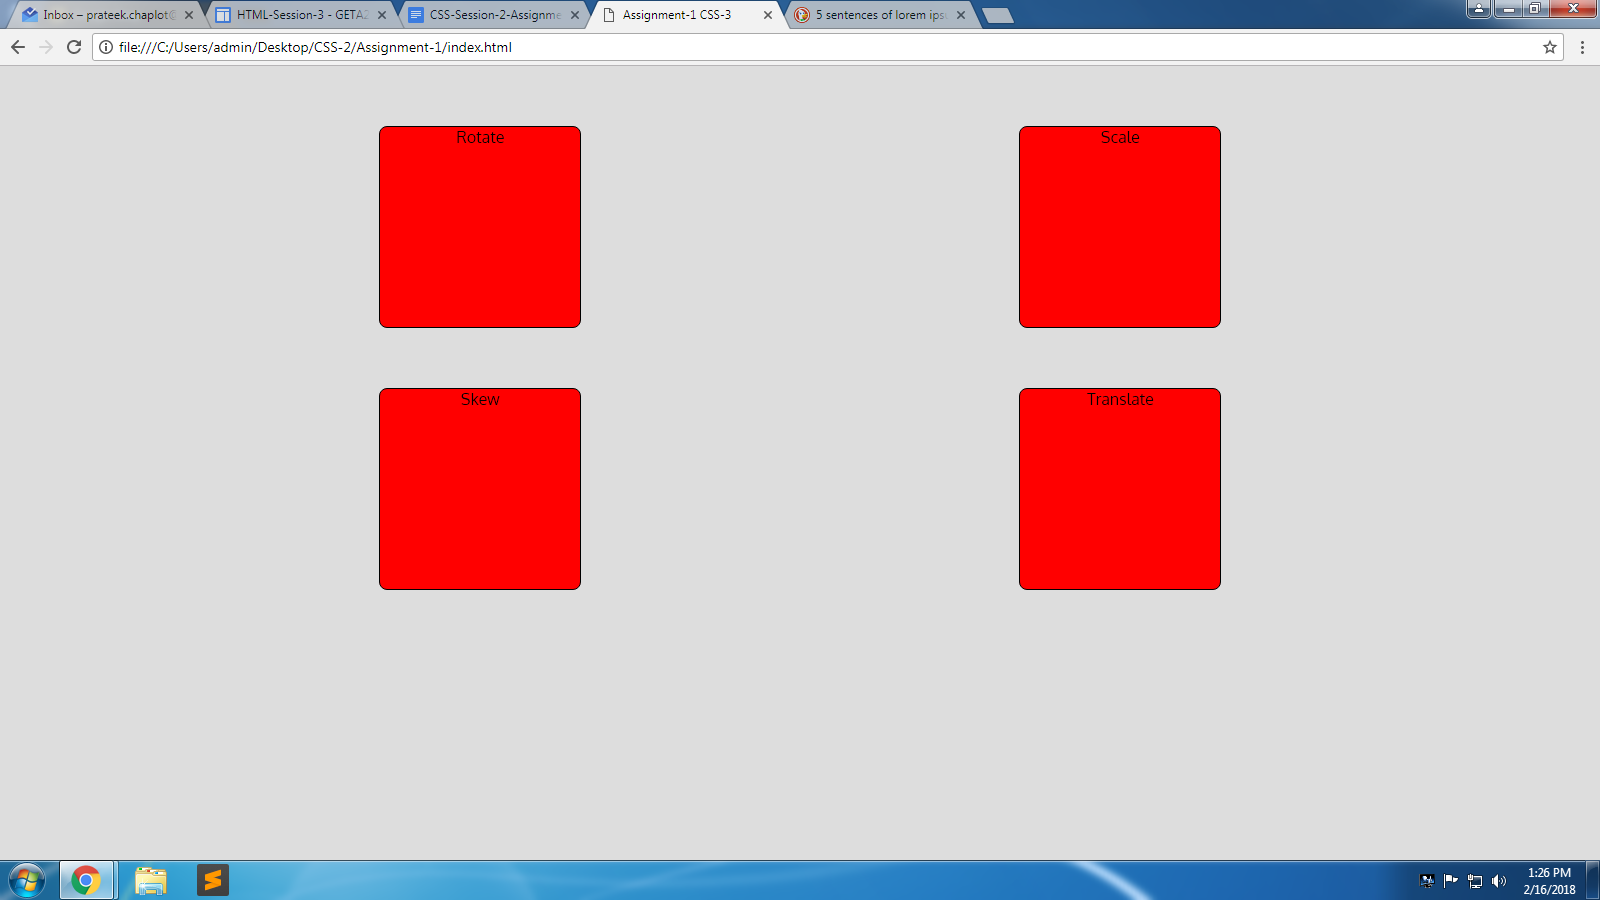 Inbox – prateek.chaplot@
HTML-Session-3 - GETA2
CSS-Session-2-Assignme
Assignment-1 CSS-3
5 sentences of lorem ips
file:///C:/Users/admin/Desktop/CSS-2/Assignment-1/index.html
Rotate
Scale
Skew
Translate
1:26 PM
2/16/2018